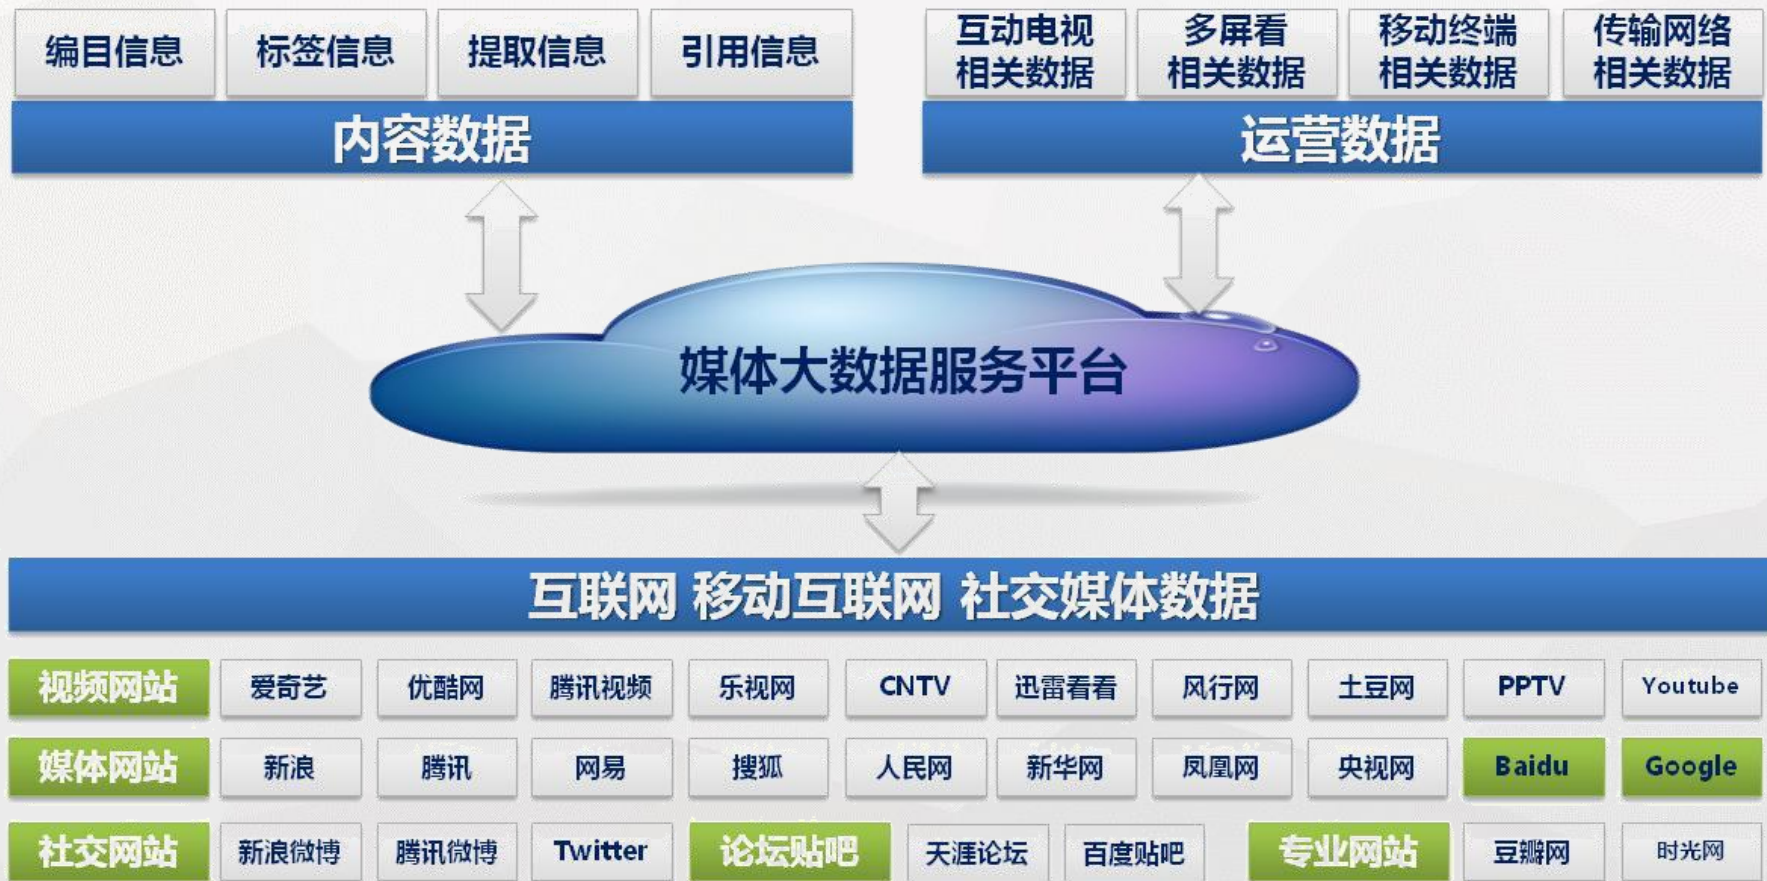 编目信息
标签信息
提取信息
引用信息
互动电视
相关数据
多屏看
相关数据
移动终端
相关数据
传输网络
相关数据
内容数据
运营数据
媒体大数据服务平台
互联网 移动互联网 社交媒体数据
视频网站
爱奇艺
优酷网
腾讯视频
乐视网
CNTV
迅雷看看
风行网
土豆网
PPTV
Youtube
媒体网站
新浪
腾讯
网易
搜狐
人民网
新华网
凤凰网
央视网
Baidu
Google
社交网站
新浪微博
腾讯微博
Twitter
论坛贴吧
天涯论坛
百度贴吧
专业网站
豆瓣网
时光网